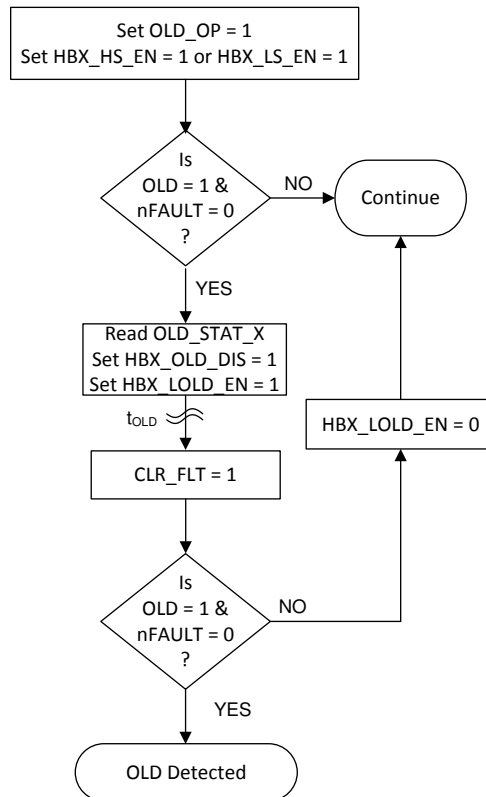 Set OLD_OP = 1
Set HBX_HS_EN = 1 or HBX_LS_EN = 1
Is
OLD = 1 &
nFAULT = 0
?
NO
Continue
YES
Read OLD_STAT_X
Set HBX_OLD_DIS = 1
Set HBX_LOLD_EN = 1
tOLD
HBX_LOLD_EN = 0
CLR_FLT = 1
Is
OLD = 1 &
nFAULT = 0
?
NO
YES
OLD Detected